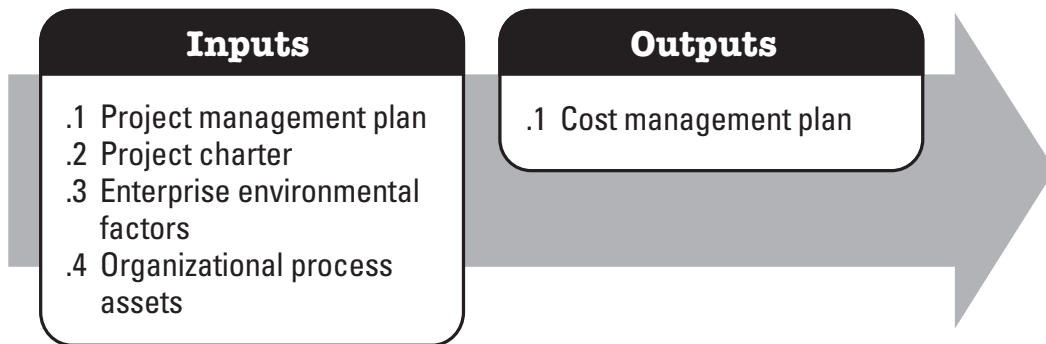 Inputs
.1 Project management plan
.2 Project charter
.3 Enterprise environmental
factors
.4 Organizational process
assets
Outputs
.1 Cost management plan